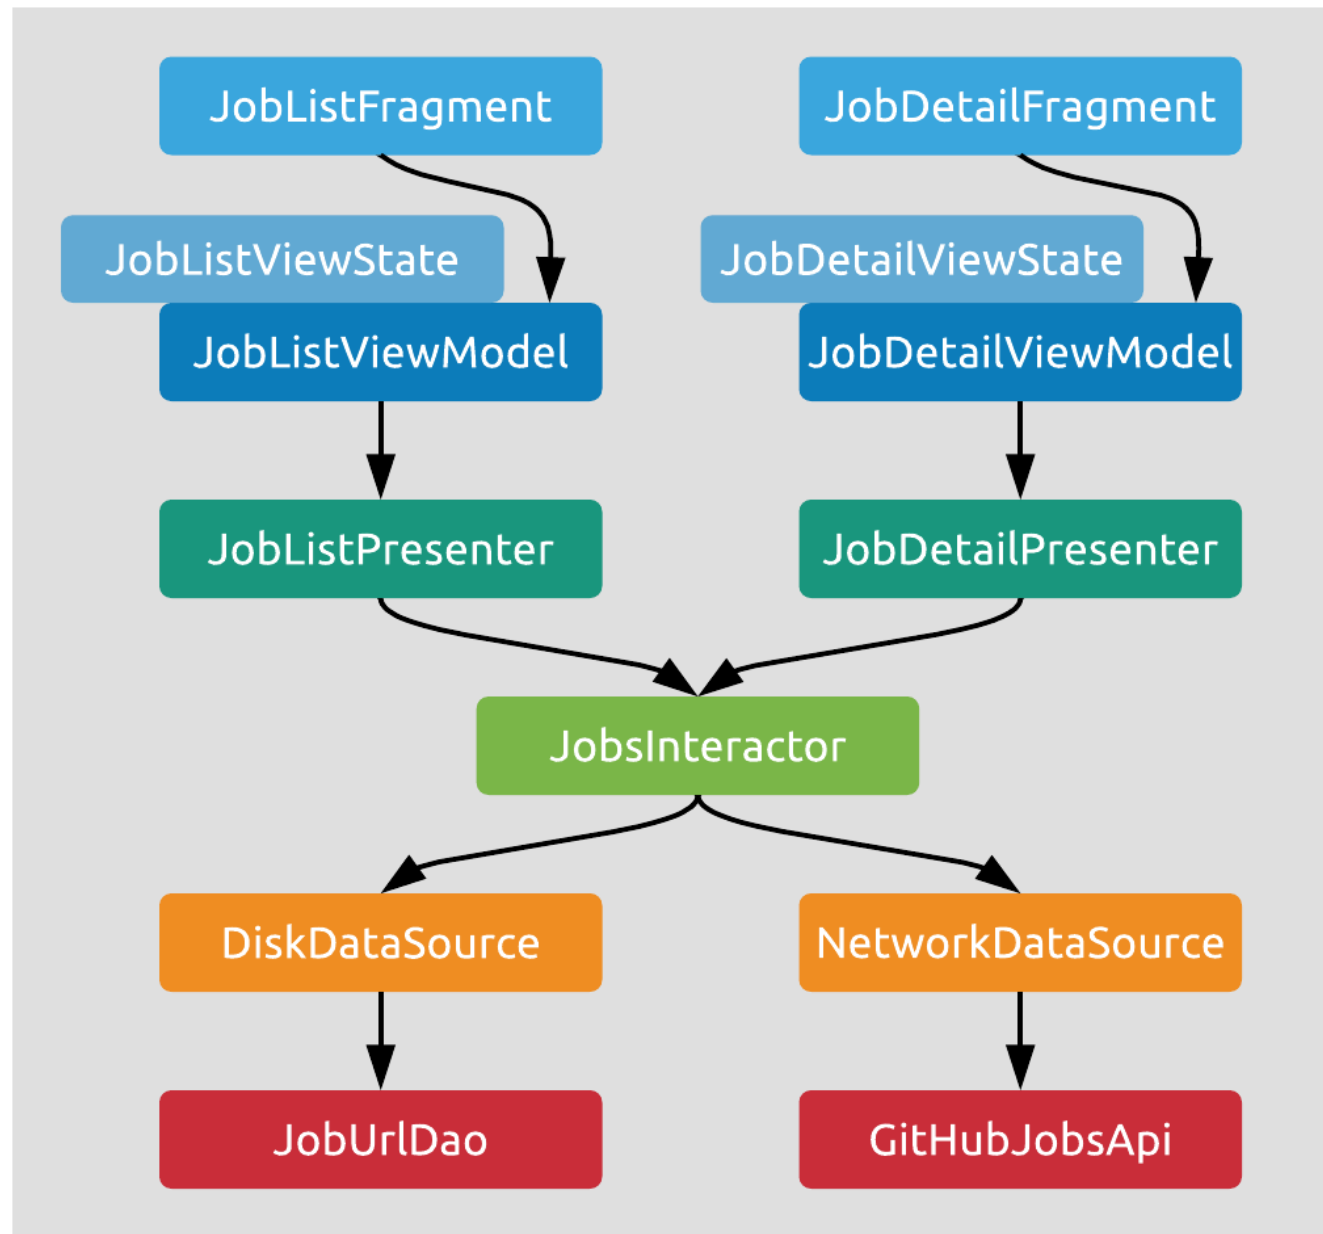 JobListFragment
JobDetailFragment
JobListViewState
JobDetailViewState
JobListViewModel
JobDetailViewModel
JobListPresenter
JobDetailPresenter
JobsInteractor
DiskDataSource
NetworkDataSource
JobUrlDao
GitHubJobsApi